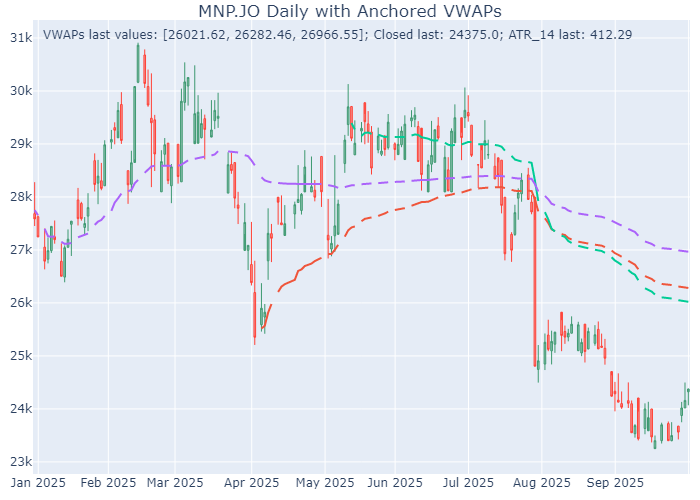 MNP.JO Daily with Anchored VWAPs
VWAPs last values: [26021.62, 26282.46, 26966.55]; Closed last: 24375.0; ATR_14 last: 412.29
31k
30k
29k
28k
27k
26k
25k
24k
23k
Jan 2025 Feb 2025 Mar 2025 Apr 2025 May 2025 Jun 2025 Jul 2025 Aug 2025 Sep 2025